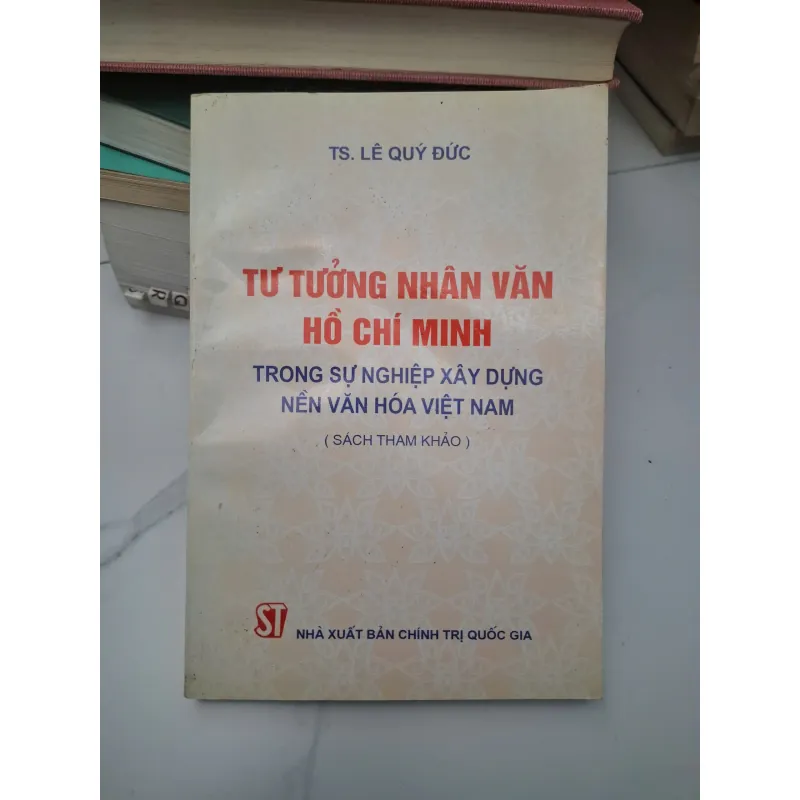 TS. LÊ QUÝ ĐỨC
TƯ TƯỞNG NHÂN VĂN
HỒ CHÍ MINH
TRONG SỰ NGHIỆP XÂY DỰNG
NỀN VĂN HÓA VIỆT NAM
( SÁCH THAM KHẢO )
ST
NHÀ XUẤT BẢN CHÍNH TRỊ QUỐC GIA
G
R